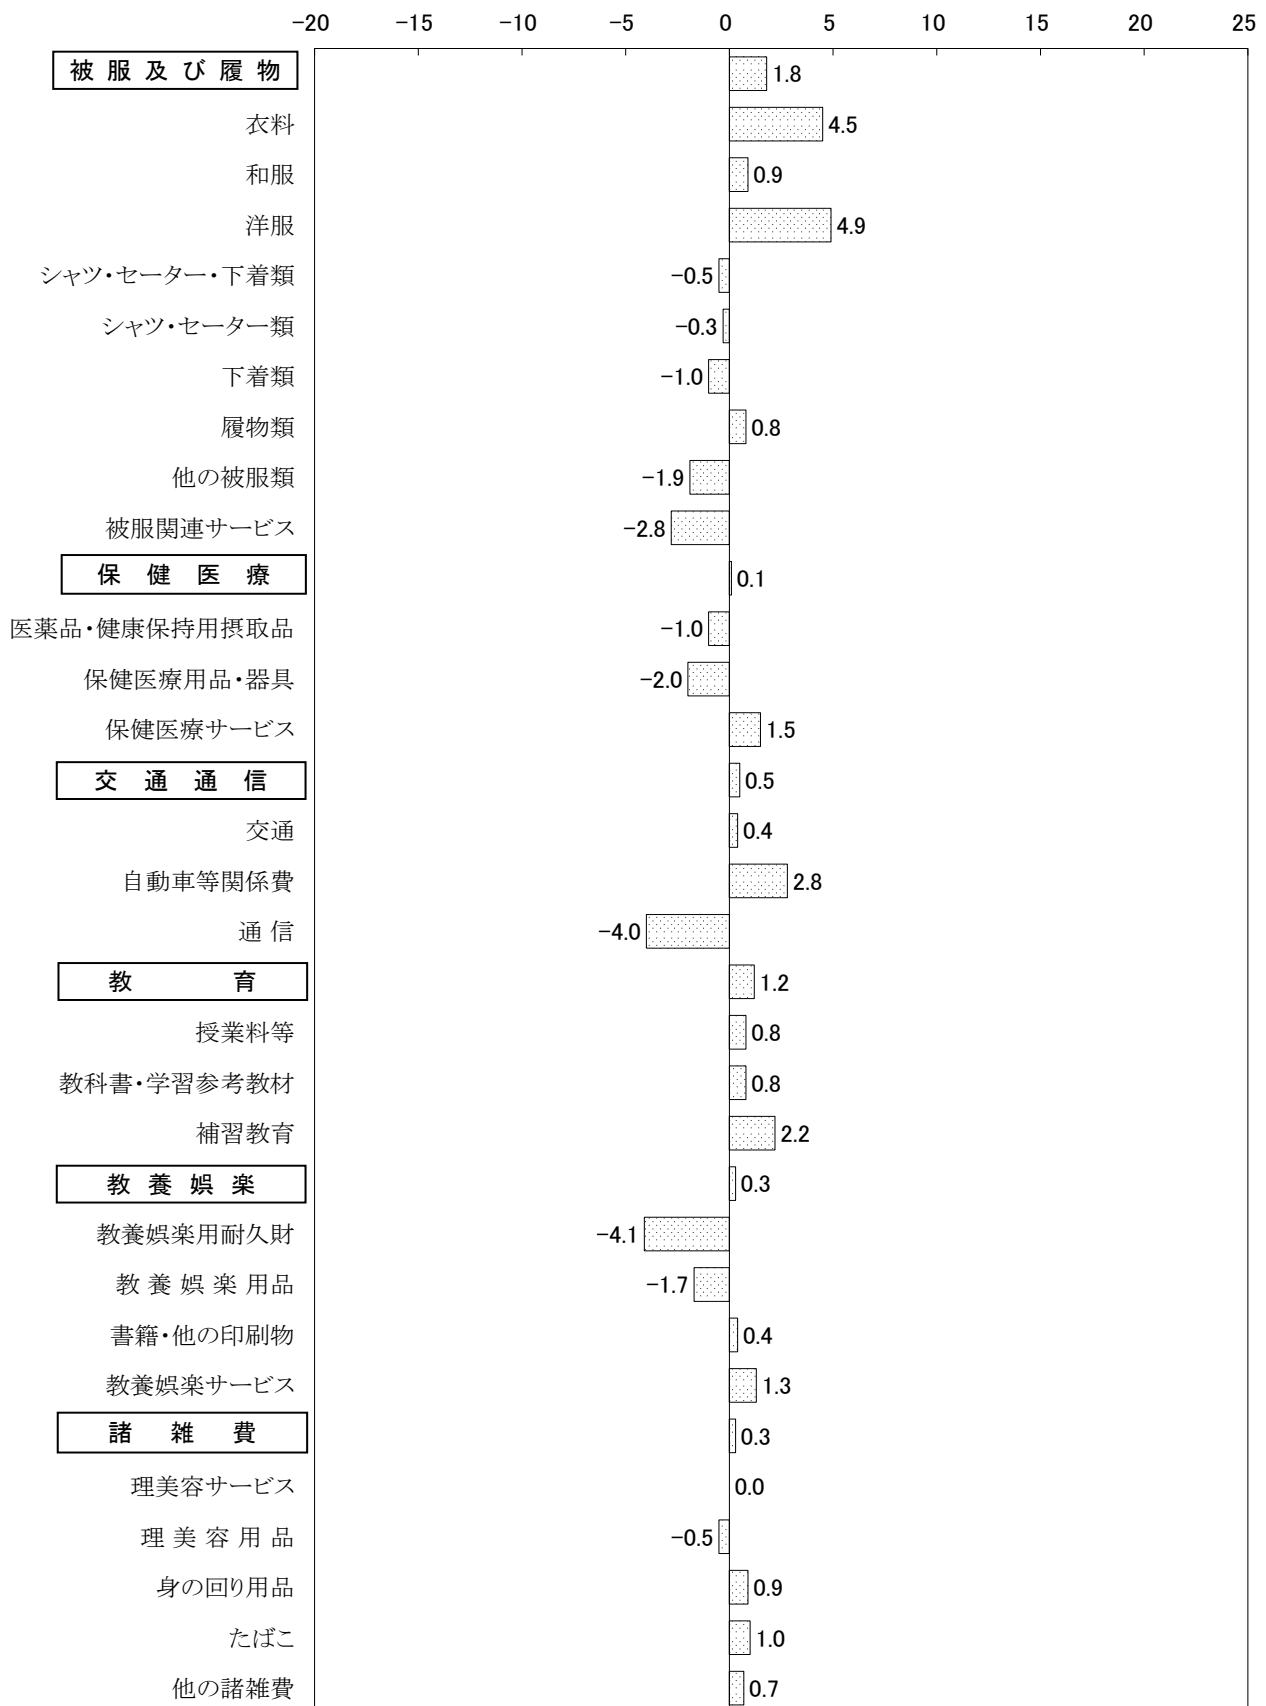 −20 −15 −10 −5 0 5 10 15 20 25
被服及び履物 1.8
衣料 4.5
和服 0.9
洋服 4.9
シャツ・セーター・下着類 −0.5
シャツ・セーター類 −0.3
下着類 −1.0
履物類 0.8
他の被服類 −1.9
被服関連サービス −2.8
保健医療 0.1
医薬品・健康保持用摂取品 −1.0
保健医療用品・器具 −2.0
保健医療サービス 1.5
交通通信 0.5
交通 0.4
自動車等関係費 2.8
通信 −4.0
教育 1.2
授業料等 0.8
教科書・学習参考教材 0.8
補習教育 2.2
教養娯楽 0.3
教養娯楽用耐久財 −4.1
教養娯楽用品 −1.7
書籍・他の印刷物 0.4
教養娯楽サービス 1.3
諸雑費 0.3
理美容サービス 0.0
理美容用品 −0.5
身の回り用品 0.9
たばこ 1.0
他の諸雑費 0.7